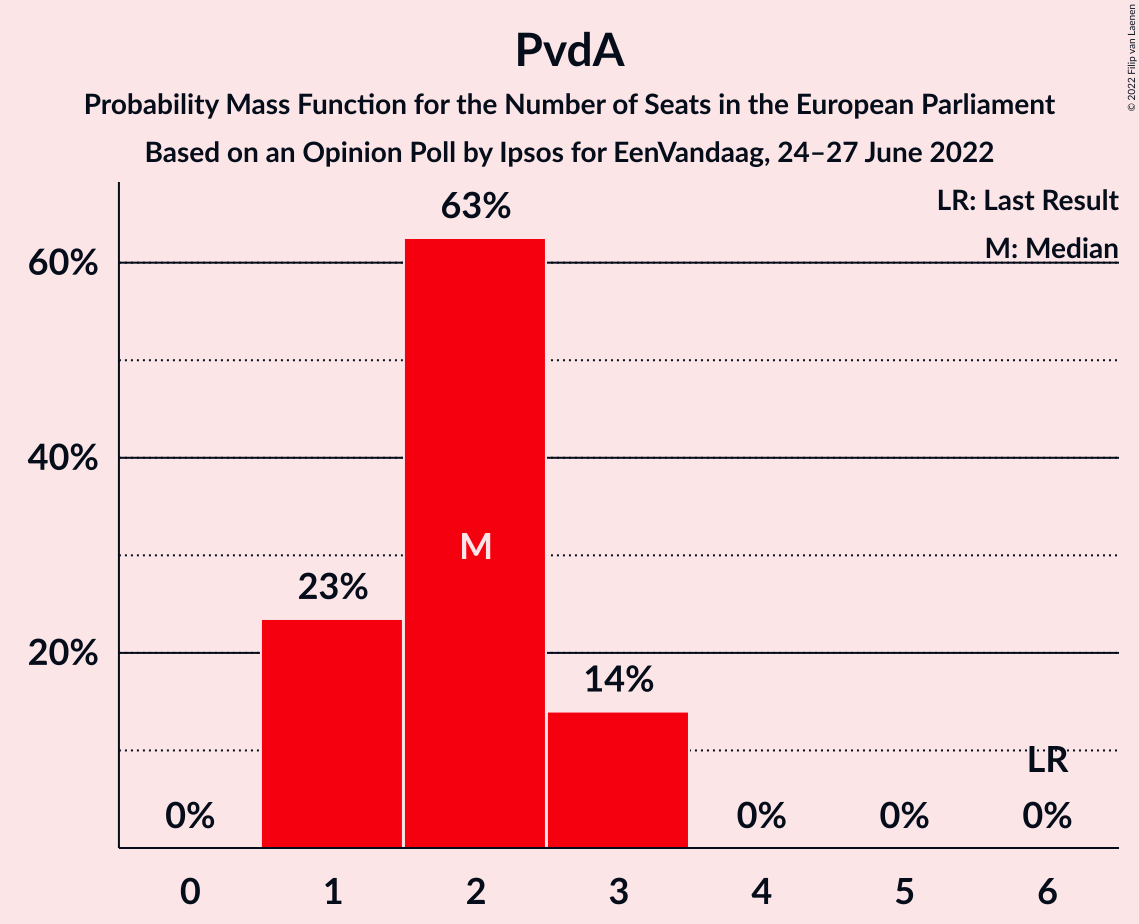 PvdA
Probability Mass Function for the Number of Seats in the European Parliament
Based on an Opinion Poll by Ipsos for EenVandaag, 24–27 June 2022
© 2022 Filip van Laenen
LR: Last Result
M: Median
63%
60%
40%
M
23%
20%
14%
LR
0%
0%
0%
0%
0
1
2
3
4
5
6